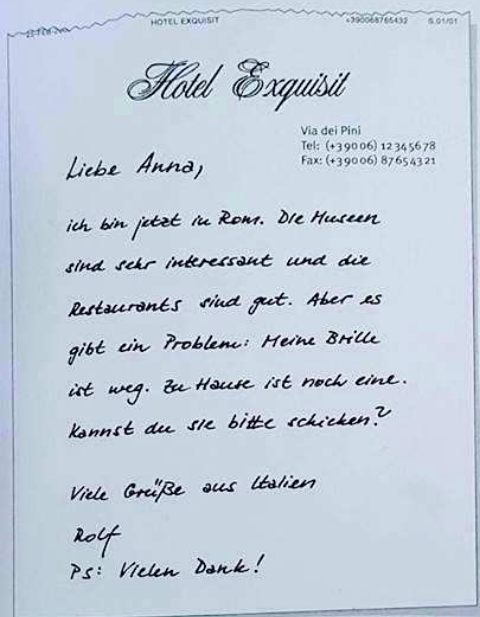 HOTEL EXQUISIT +390068765432 S.01/01
Hotel Exquisit
Via dei Pini
Tel: (+39006) 12345678
Fax: (+39006) 87654321
Liebe Anna,
ich bin jetzt in Rom. Die Museen
sind sehr interessant und die
Restaurants sind gut. Aber es
gibt ein Problem: Meine Brille
ist weg. Zu Hause ist noch eine.
Kannst du sie bitte schicken?
Viele Grüße aus Italien
Rolf
PS: Vielen Dank!